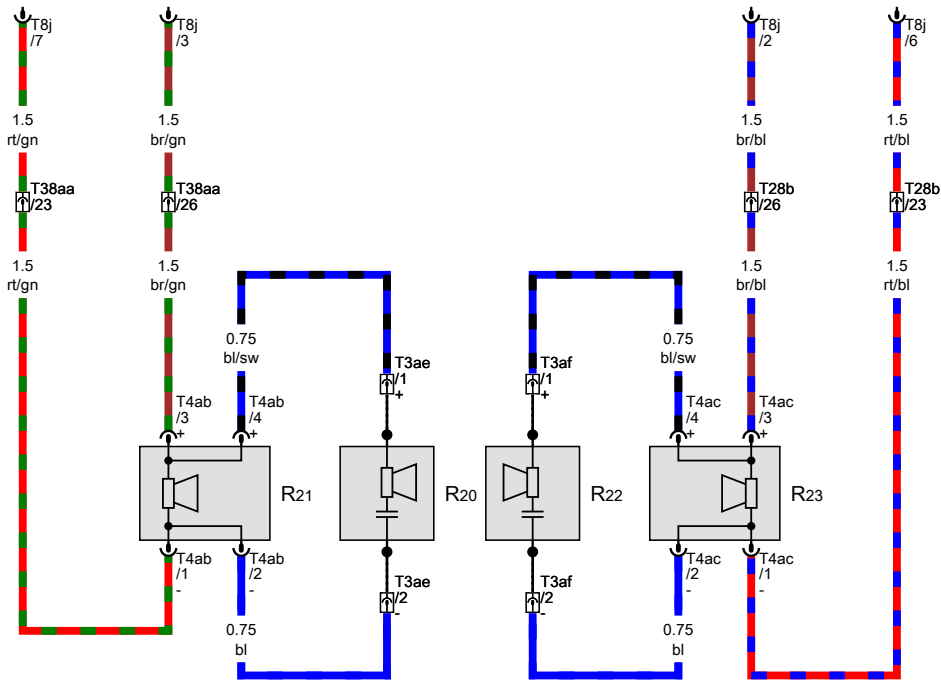 T8j
/7
T8j
/3
T8j
/2
T8j
/6
1.5
rt/gn
1.5
br/gn
1.5
br/bl
1.5
rt/bl
T38aa
/23
T38aa
/26
T28b
/26
T28b
/23
1.5
rt/gn
1.5
br/gn
1.5
br/bl
1.5
rt/bl
0.75
bl/sw
0.75
bl/sw
T3ae
/1
+
T3af
/1
+
T4ab
/3
+
T4ab
/4
+
T4ac
/4
+
T4ac
/3
+
R21
R20
R22
R23
T4ab
/1
-
T4ab
/2
-
T3ae
/2
-
T3af
/2
-
T4ac
/2
-
T4ac
/1
-
0.75
bl
0.75
bl